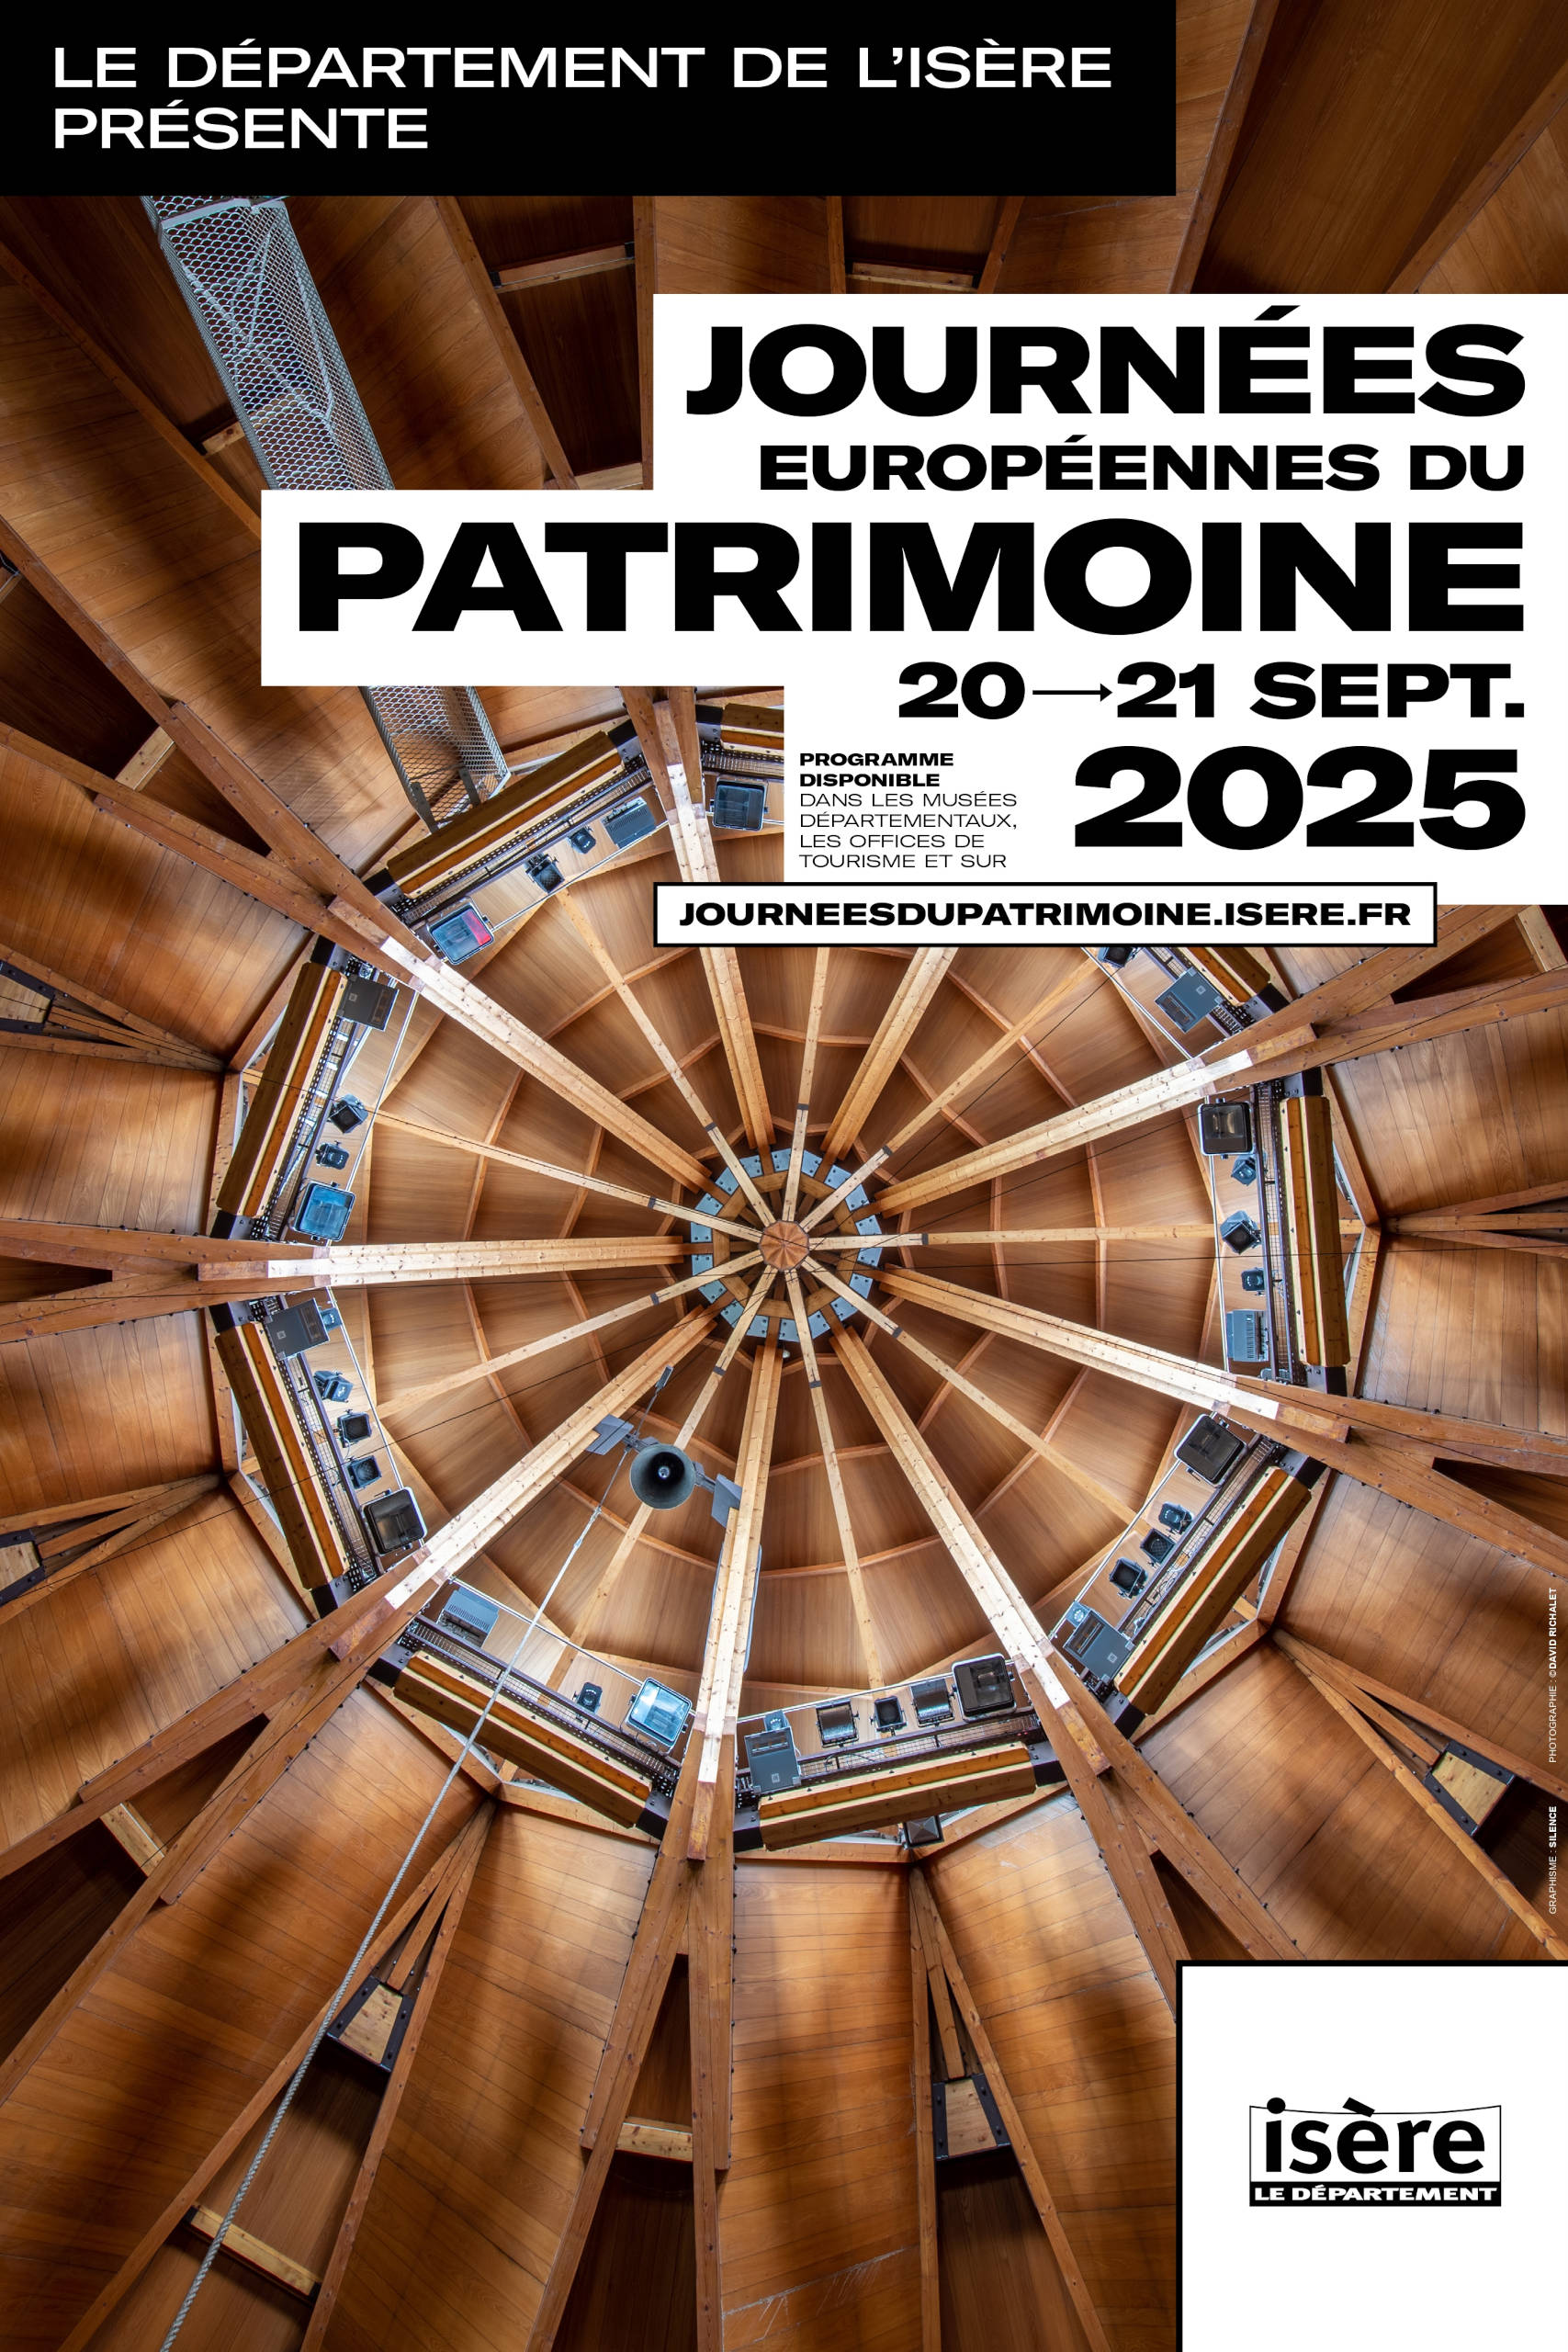 LE DÉPARTEMENT DE L'ISÈRE
PRÉSENTE
JOURNÉES
EUROPÉENNES DU
PATRIMOINE
20→21 SEPT.
2025
PROGRAMME
DISPONIBLE
DANS LES MUSÉES
DÉPARTEMENTAUX,
LES OFFICES DE
TOURISME ET SUR
JOURNEESDUPATRIMOINE.ISERE.FR
GRAPHISME : SILENCE PHOTOGRAPHIE : ©DAVID RICHALET
isère
LE DÉPARTEMENT